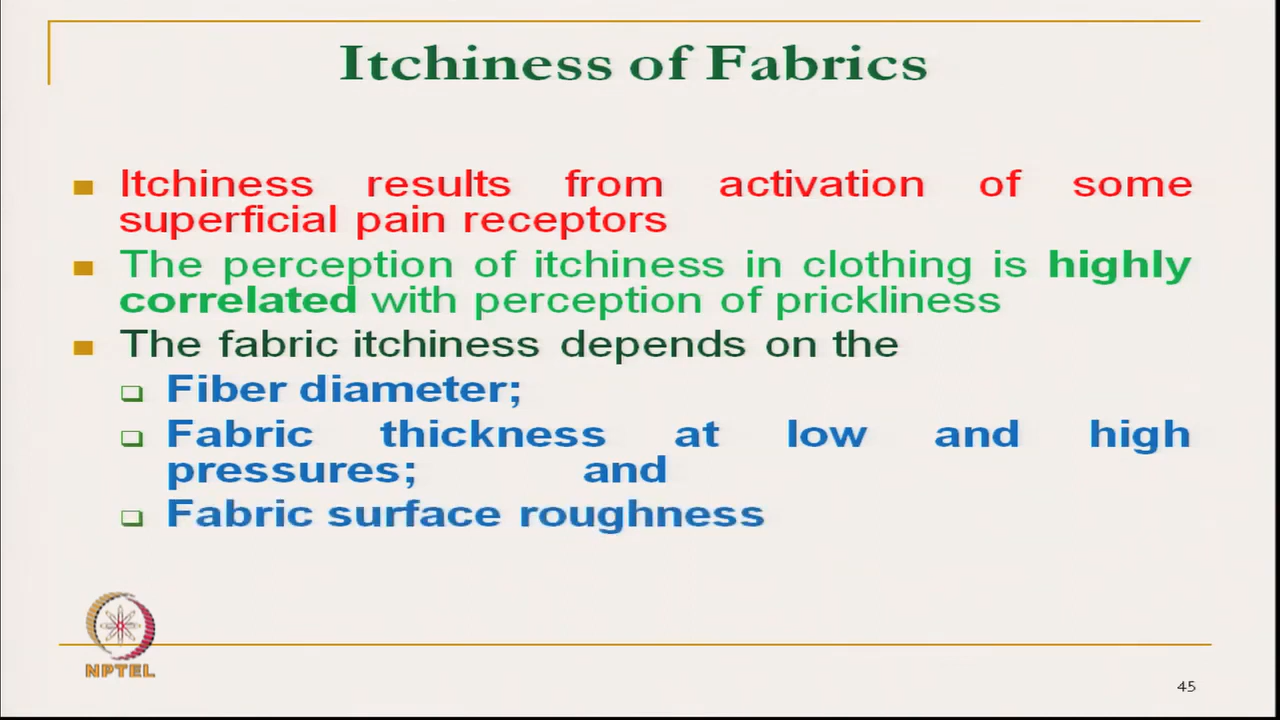 Itchiness of Fabrics
Itchiness results from activation of some
superficial pain receptors
The perception of itchiness in clothing is highly
correlated with perception of prickliness
The fabric itchiness depends on the
Fiber diameter;
Fabric thickness at low and high
pressures; and
Fabric surface roughness
NPTEL
45